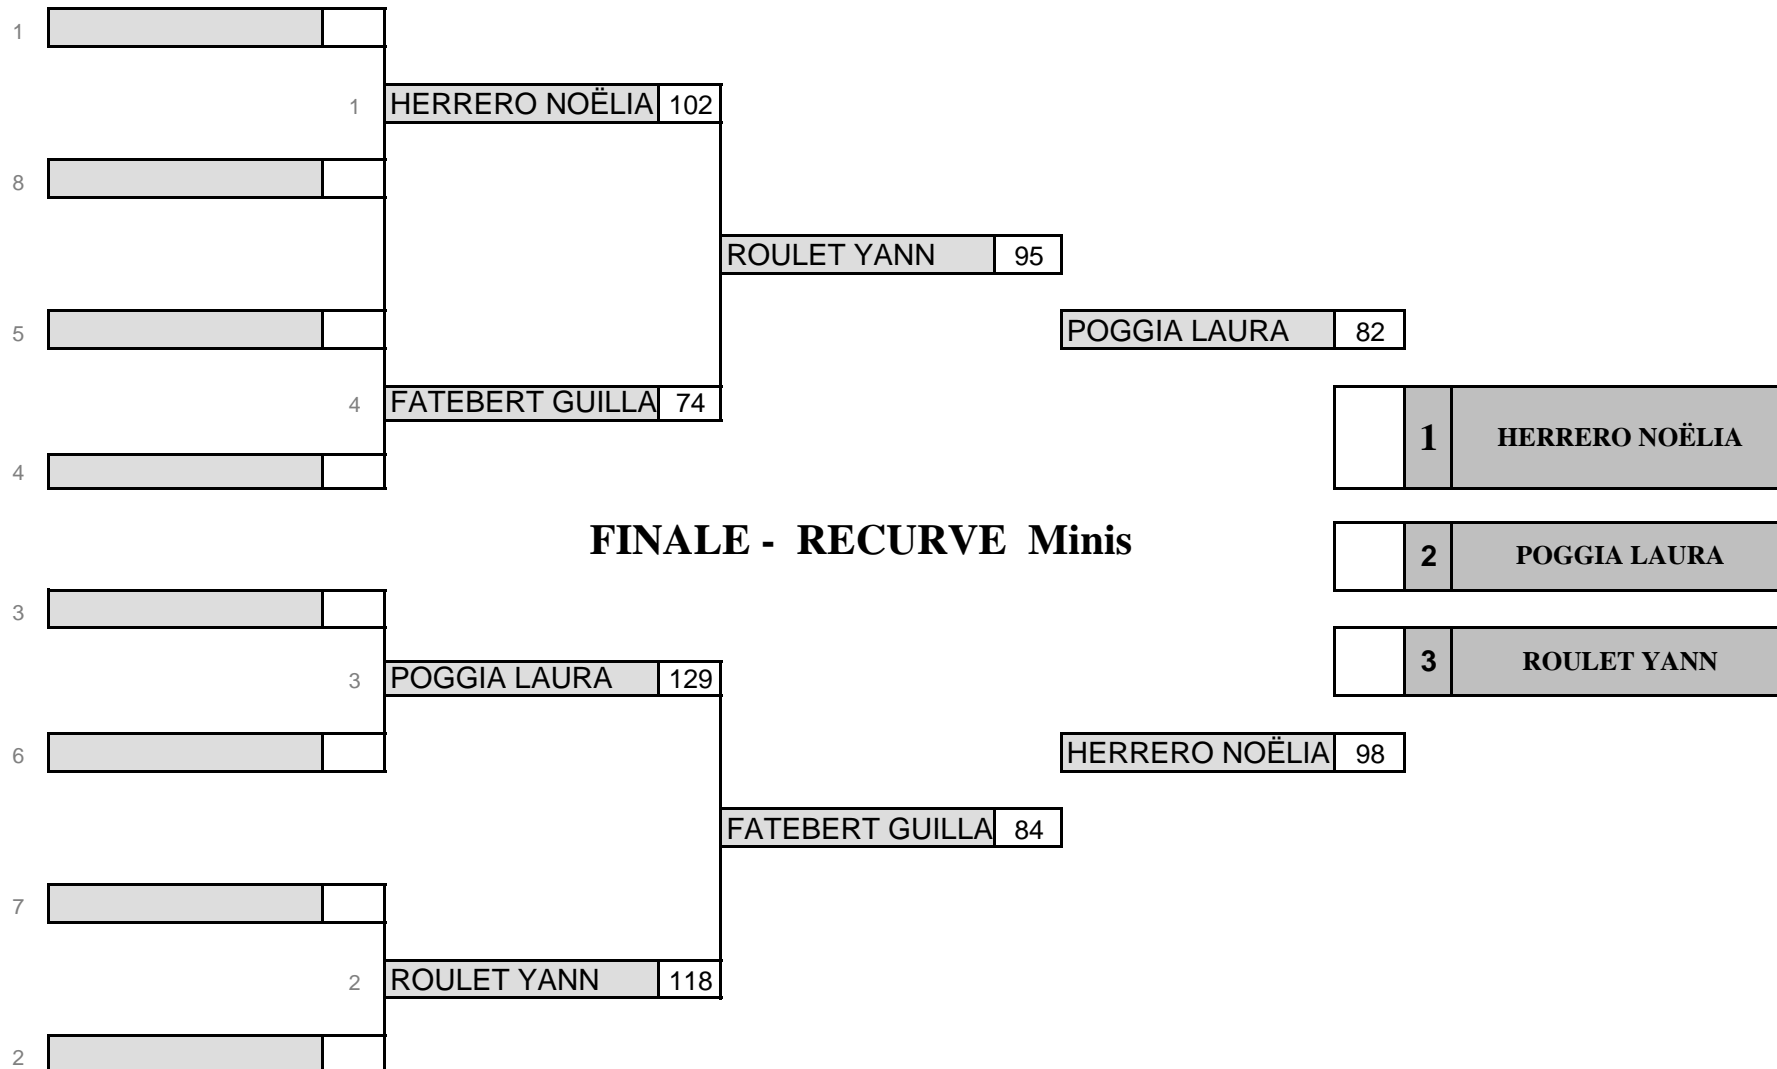 1
1 HERRERO NOËLIA 102
8
ROULET YANN 95
5
POGGIA LAURA 82
4 FATEBERT GUILLA 74
1 HERRERO NOËLIA
4
FINALE - RECURVE Minis
2 POGGIA LAURA
3
3 POGGIA LAURA 129
3 ROULET YANN
6
HERRERO NOËLIA 98
FATEBERT GUILLA 84
7
2 ROULET YANN 118
2